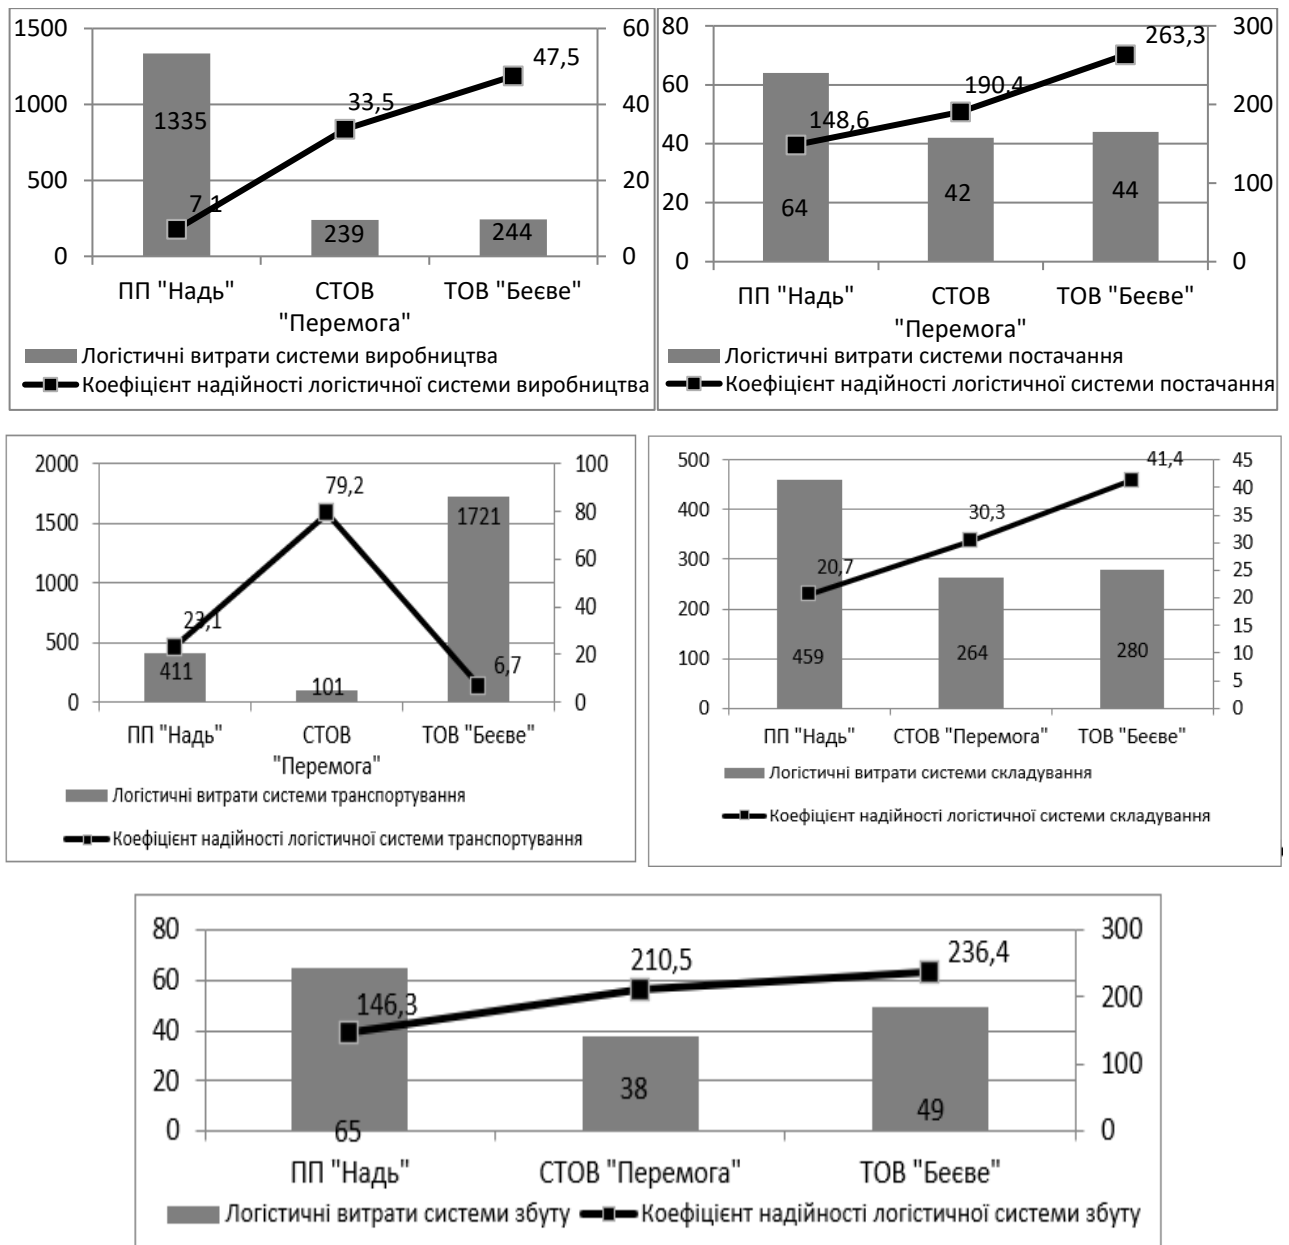 1500
1000
500
0
60
40
20
0
1335
239
244
7,1
33,5
47,5
ПП "Надь"
СТОВ
"Перемога"
ТОВ "Беєве"
Логістичні витрати системи виробництва
Коефіцієнт надійності логістичної системи виробництва
80
60
40
20
0
300
200
100
0
64
42
44
148,6
190,4
263,3
ПП "Надь"
СТОВ
"Перемога"
ТОВ "Беєве"
Логістичні витрати системи постачання
Коефіцієнт надійності логістичної системи постачання
2000
1500
1000
500
0
100
80
60
40
20
0
411
101
1721
23,1
79,2
6,7
ПП "Надь"
СТОВ
"Перемога"
ТОВ "Беєве"
Логістичні витрати системи транспортування
Коефіцієнт надійності логістичної системи транспортування
500
400
300
200
100
0
45
40
35
30
25
20
15
10
5
0
459
264
280
20,7
30,3
41,4
ПП "Надь"
СТОВ "Перемога"
ТОВ "Беєве"
Логістичні витрати системи складування
Коефіцієнт надійності логістичної системи складування
80
60
40
20
0
300
200
100
0
65
38
49
146,3
210,5
236,4
ПП "Надь"
СТОВ "Перемога"
ТОВ "Беєве"
Логістичні витрати системи збуту
Коефіцієнт надійності логістичної системи збуту